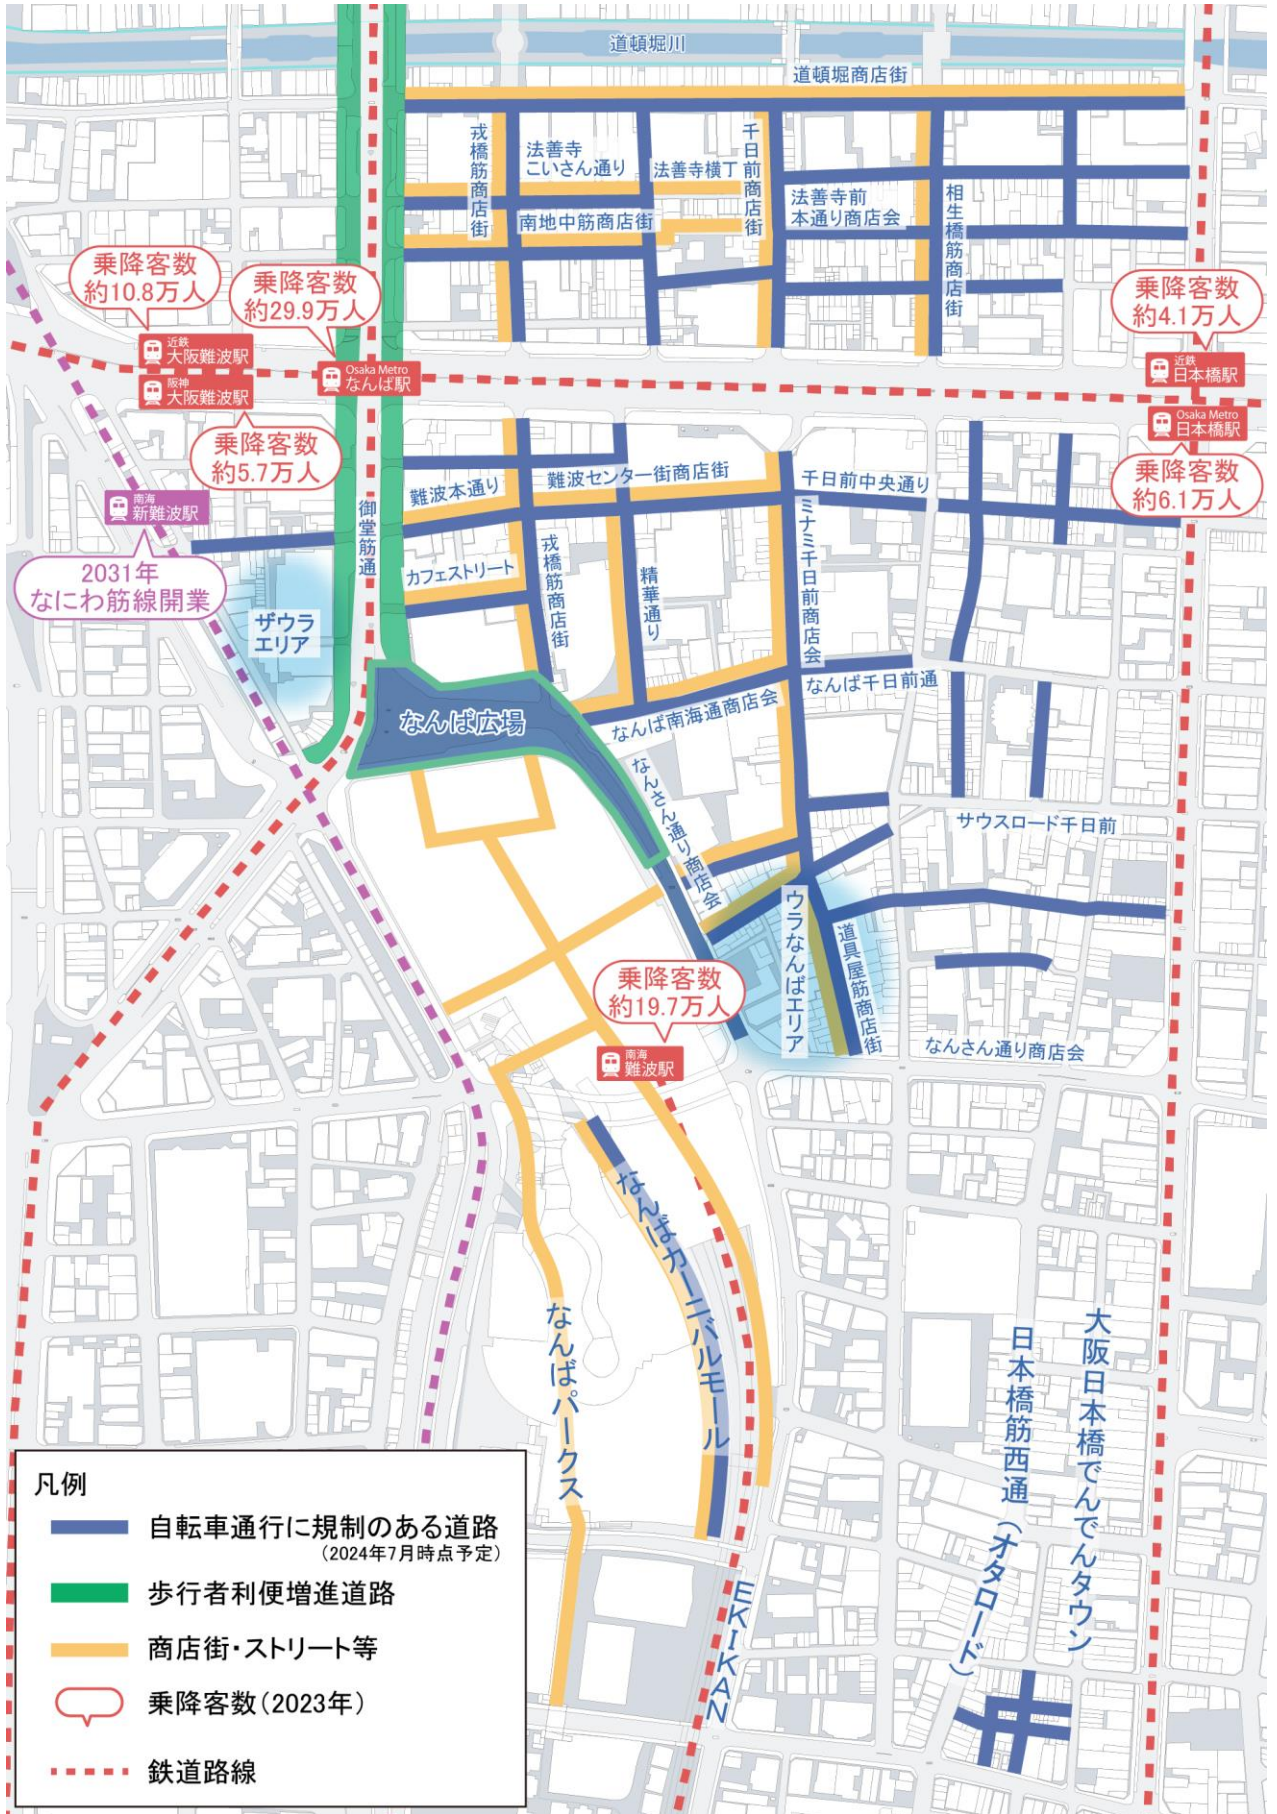 道頓堀川
道頓堀商店街
戎橋筋商店街
法善寺
こいさん通り
法善寺横丁
千日前商店街
南地中筋商店街
法善寺前
本通り商店会
相生橋筋商店街
乗降客数
約10.8万人
乗降客数
約29.9万人
乗降客数
約4.1万人
近鉄
大阪難波駅
阪神
大阪難波駅
Osaka Metro
なんば駅
近鉄
日本橋駅
Osaka Metro
日本橋駅
乗降客数
約5.7万人
乗降客数
約6.1万人
南海
新難波駅
2031年
なにわ筋線開業
御堂筋通
難波本通り
難波センター街商店街
千日前中央通り
ミナミ千日前商店会
カフェストリート
戎橋筋商店街
精華通り
ザウラ
エリア
なんば広場
なんば南海通商店会
なんば千日前通
なんさん通り商店会
サウスロード千日前
ウラなんばエリア
道具屋筋商店街
なんさん通り商店会
乗降客数
約19.7万人
南海
難波駅
なんばカーニバルモール
なんばパークス
EKIKAN
日本橋筋西通(オタロード)
大阪日本橋でんでんタウン
凡例
自転車通行に規制のある道路
(2024年7月時点予定)
歩行者利便増進道路
商店街・ストリート等
乗降客数(2023年)
鉄道路線